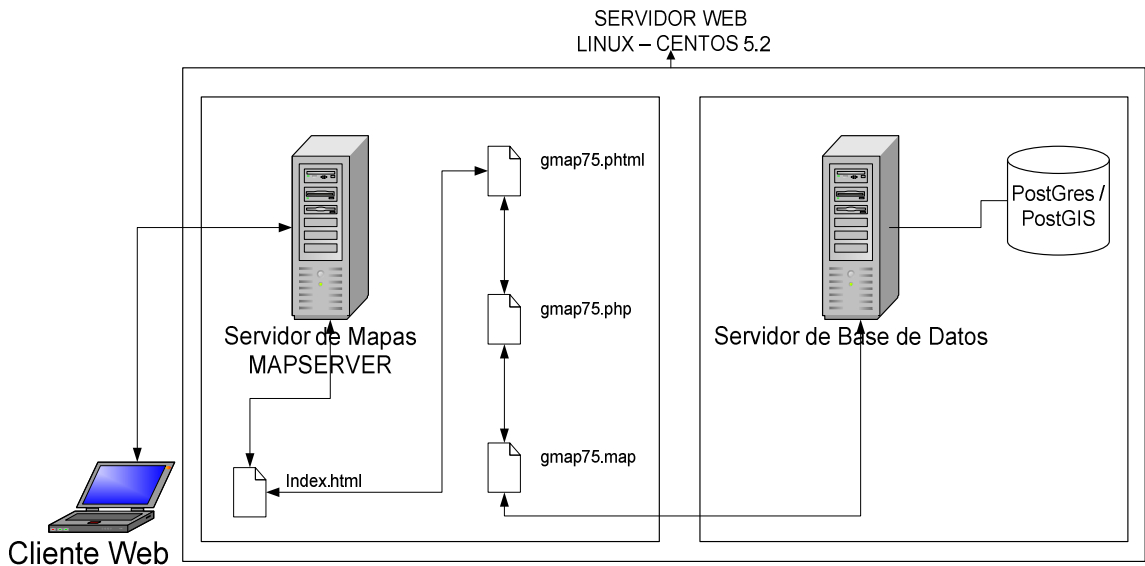 SERVIDOR WEB
LINUX – CENTOS 5.2
gmap75.phtml
PostGres /
PostGIS
gmap75.php
Servidor de Mapas
MAPSERVER
Servidor de Base de Datos
gmap75.map
Index.html
Cliente Web